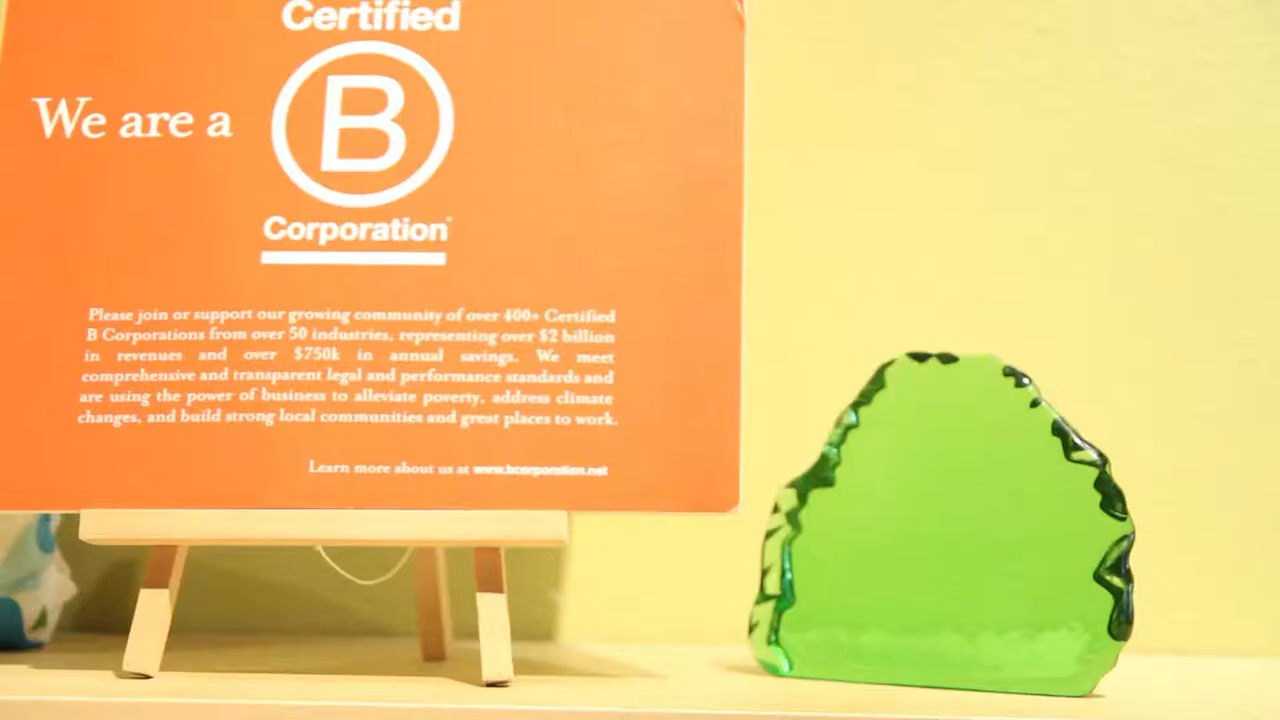 Certified
We are a
B
Corporation
Please join or support our growing community of over 400+ Certified
B Corporations from over 50 industries, representing over $2 billion
in revenues and over $750k in annual savings. We meet
comprehensive and transparent legal and performance standards and
are using the power of business to alleviate poverty, address climate
changes, and build strong local communities and great places to work.
Learn more about us at www.bcorporation.net